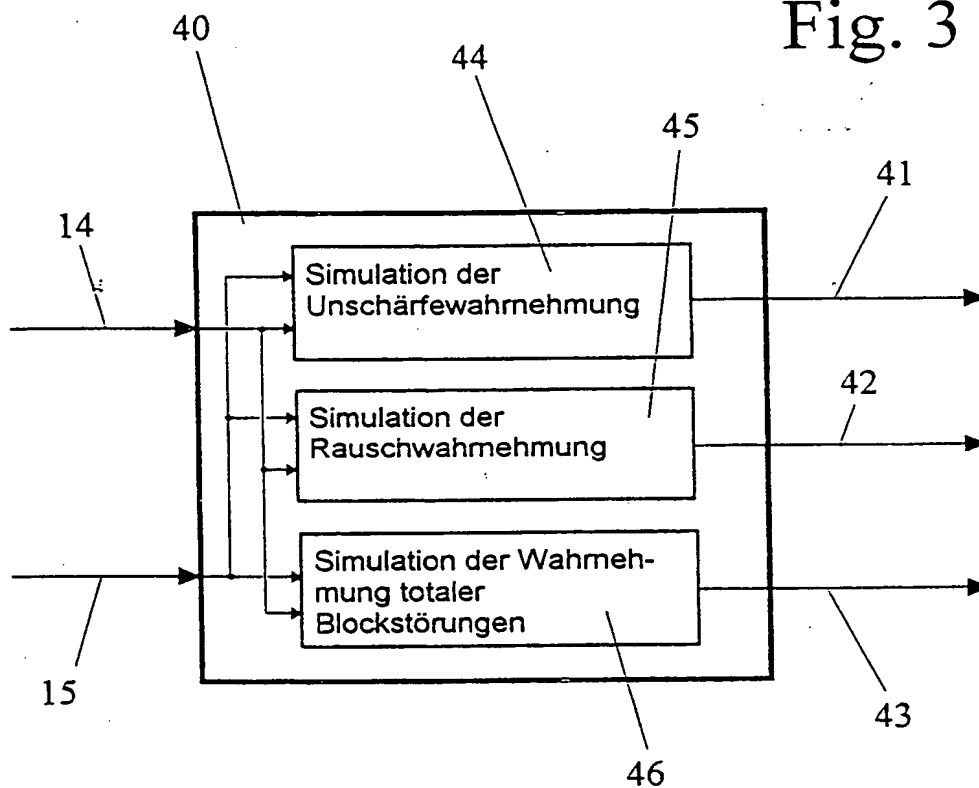 Fig. 3
40
44
45
41
14
Simulation der
Unschärfewahrnehmung
42
Simulation der
Rauschwahrnehmung
Simulation der Wahrneh-
mung totaler
Blockstörungen
15
43
46